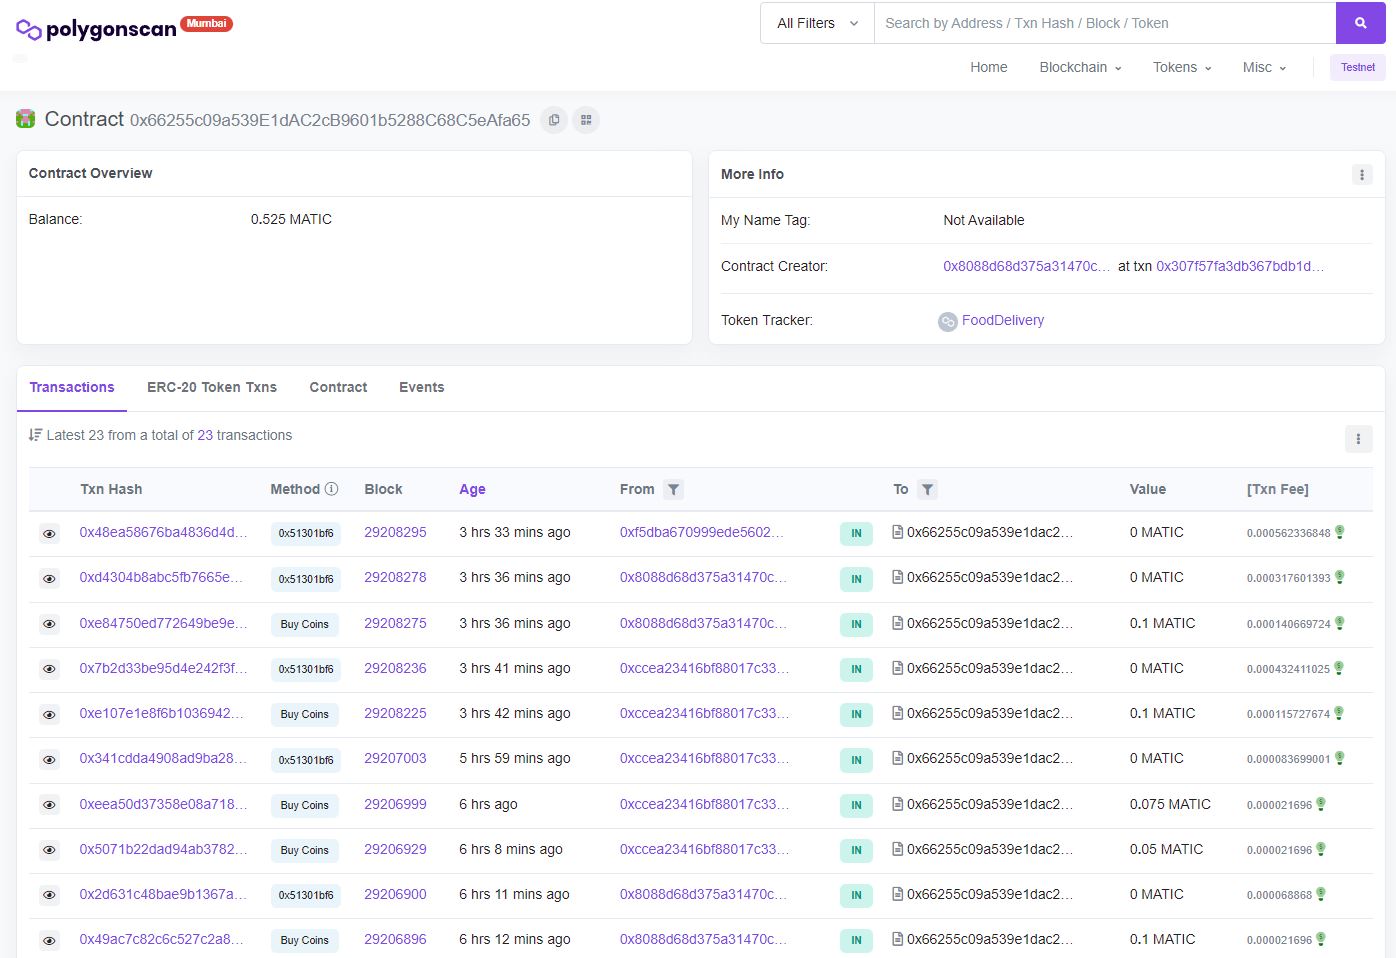 polygonscan Mumbai
All Filters Search by Address / Txn Hash / Block / Token
Home Blockchain Tokens Misc Testnet
Contract 0x66255c09a539E1dAC2cB9601b5288C68C5eAfa65
Contract Overview
Balance: 0.525 MATIC
More Info
My Name Tag: Not Available
Contract Creator: 0x8088d68d375a31470c... at txn 0x307f57fa3db367bdb1d...
Token Tracker: FoodDelivery
Transactions ERC-20 Token Txns Contract Events
Latest 23 from a total of 23 transactions
Txn Hash Method Block Age From To Value [Txn Fee]
0x48ea58676ba4836d4d... 0x51301bf6 29208295 3 hrs 33 mins ago 0xf5dba670999ede5602... IN 0x66255c09a539e1dac2... 0 MATIC 0.000562336848
0xd4304b8abc5fb7665e... 0x51301bf6 29208278 3 hrs 36 mins ago 0x8088d68d375a31470c... IN 0x66255c09a539e1dac2... 0 MATIC 0.000317601393
0xe84750ed772649be9e... Buy Coins 29208275 3 hrs 36 mins ago 0x8088d68d375a31470c... IN 0x66255c09a539e1dac2... 0.1 MATIC 0.000140669724
0x7b2d33be95d4e242f3f... 0x51301bf6 29208236 3 hrs 41 mins ago 0xccea23416bf88017c33... IN 0x66255c09a539e1dac2... 0 MATIC 0.000432411025
0xe107e1e8f6b1036942... Buy Coins 29208225 3 hrs 42 mins ago 0xccea23416bf88017c33... IN 0x66255c09a539e1dac2... 0.1 MATIC 0.000115727674
0x341cdda4908ad9ba28... 0x51301bf6 29207003 5 hrs 59 mins ago 0xccea23416bf88017c33... IN 0x66255c09a539e1dac2... 0 MATIC 0.000083699001
0xeea50d37358e08a718... Buy Coins 29206999 6 hrs ago 0xccea23416bf88017c33... IN 0x66255c09a539e1dac2... 0.075 MATIC 0.000021696
0x5071b22dad94ab3782... Buy Coins 29206929 6 hrs 8 mins ago 0xccea23416bf88017c33... IN 0x66255c09a539e1dac2... 0.05 MATIC 0.000021696
0x2d631c48bae9b1367a... 0x51301bf6 29206900 6 hrs 11 mins ago 0x8088d68d375a31470c... IN 0x66255c09a539e1dac2... 0 MATIC 0.000068868
0x49ac7c82c6c527c2a8... Buy Coins 29206896 6 hrs 12 mins ago 0x8088d68d375a31470c... IN 0x66255c09a539e1dac2... 0.1 MATIC 0.000021696